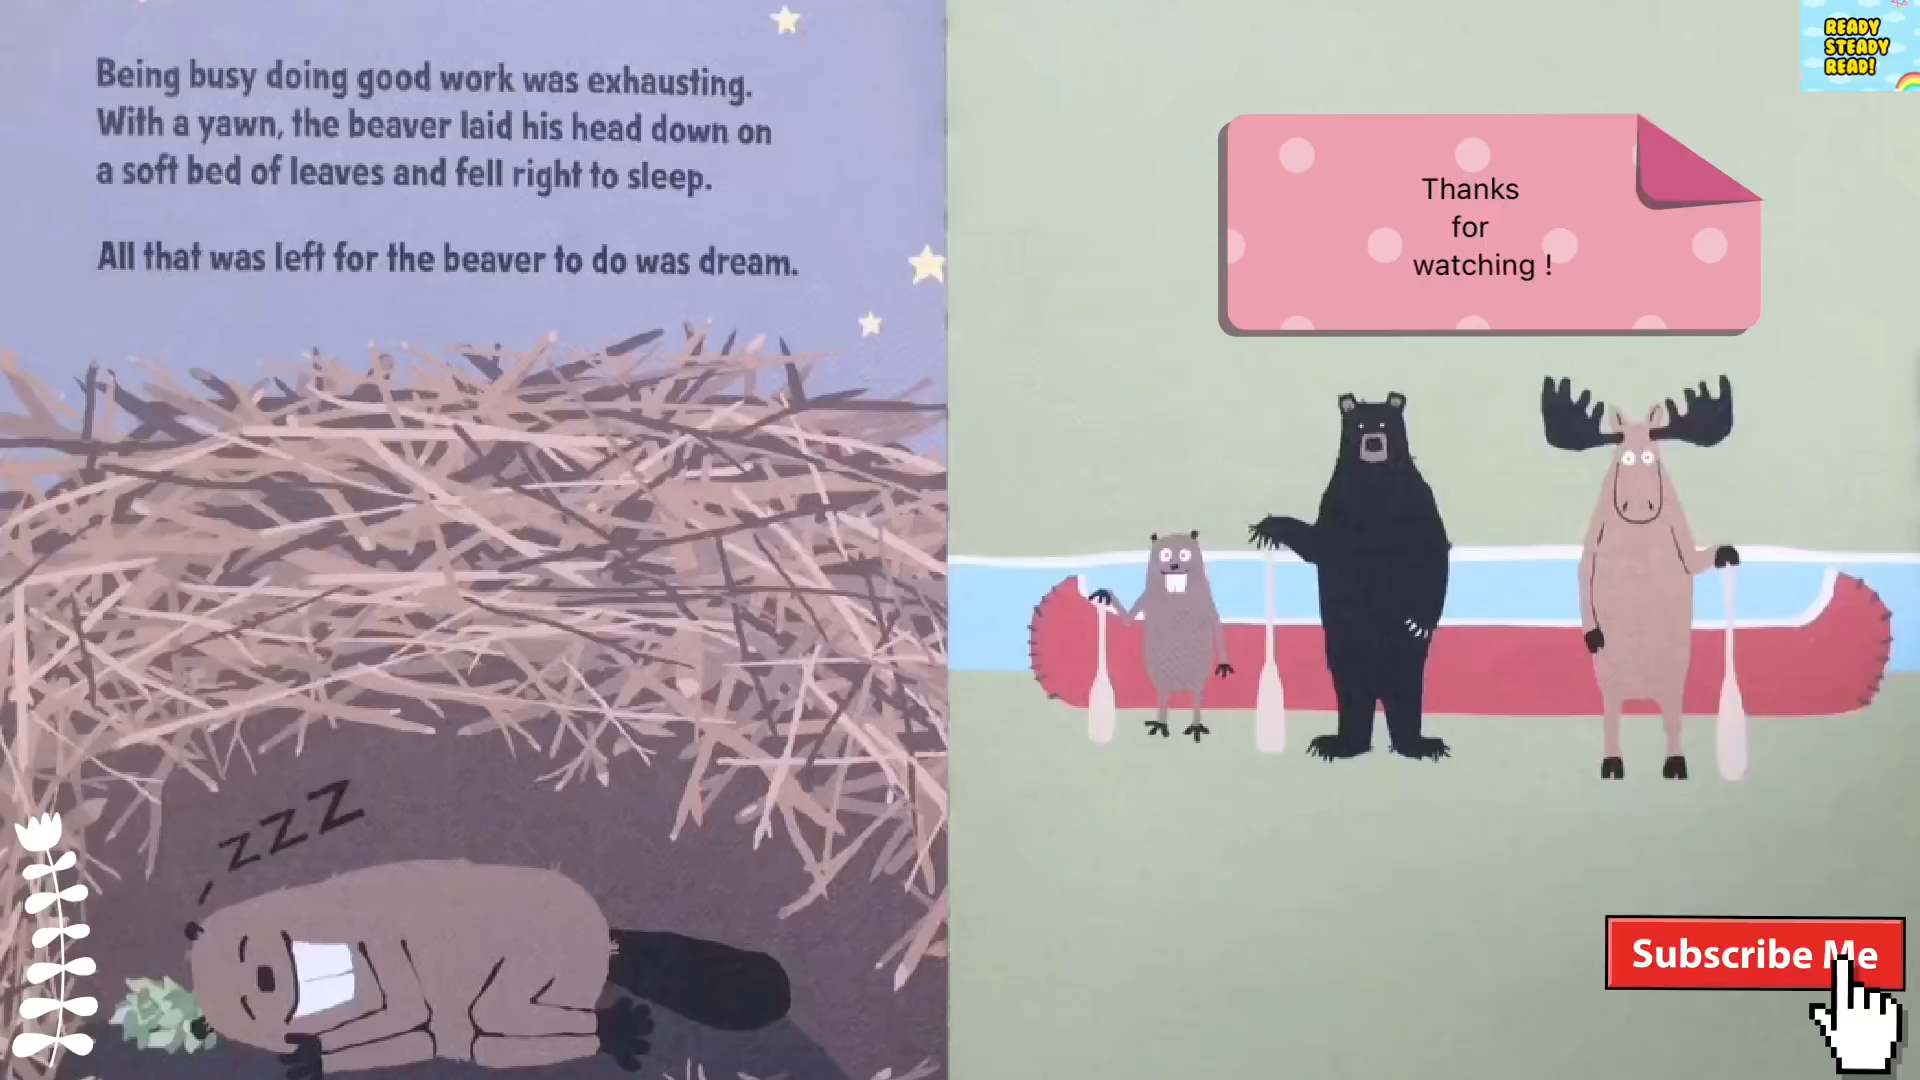 Being busy doing good work was exhausting.
With a yawn, the beaver laid his head down on
a soft bed of leaves and fell right to sleep.
All that was left for the beaver to do was dream.
zzZ
READY
STEADY
READ!
Thanks
for
watching !
Subscribe Me